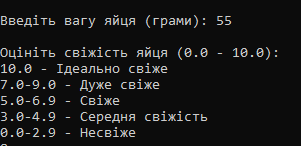 Введіть вагу яйця (грами): 55
Оцініть свіжість яйця (0.0 - 10.0):
10.0 - Ідеально свіже
7.0-9.0 - Дуже свіже
5.0-6.9 - Свіже
3.0-4.9 - Середня свіжість
0.0-2.9 - Несвіже